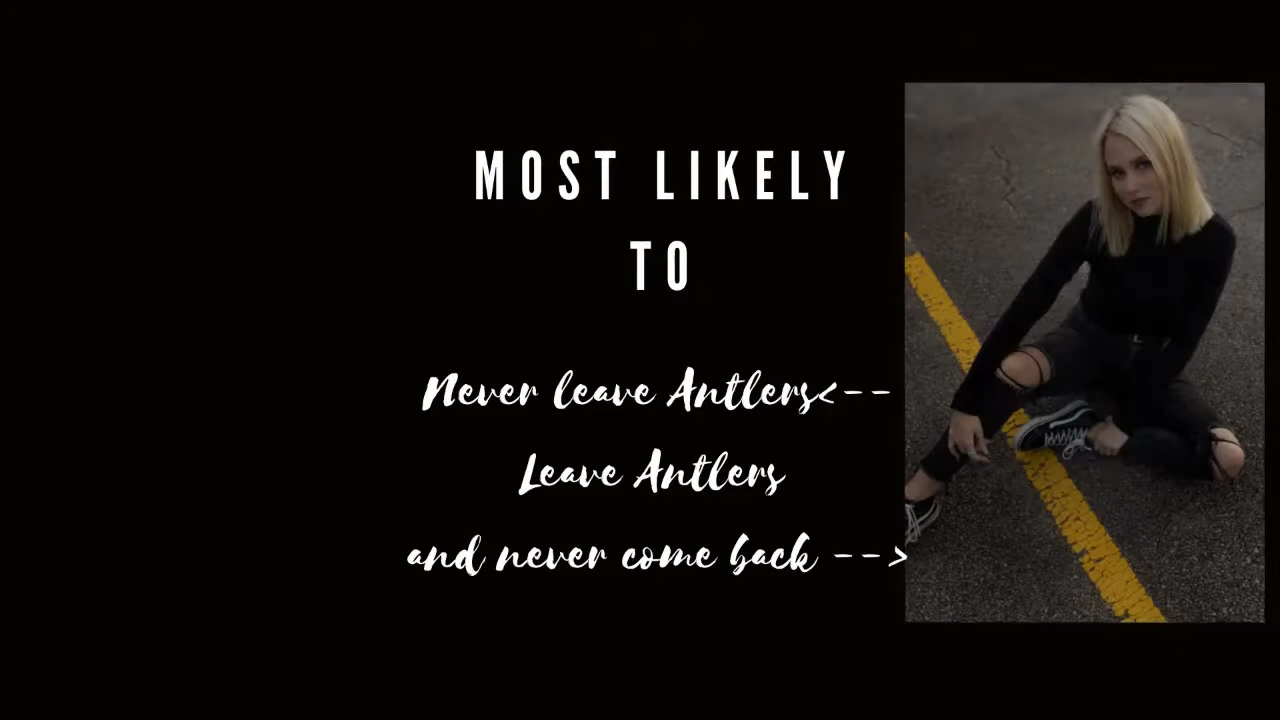 MOST LIKELY
TO
Never leave Antlers<--
Leave Antlers
and never come back -->